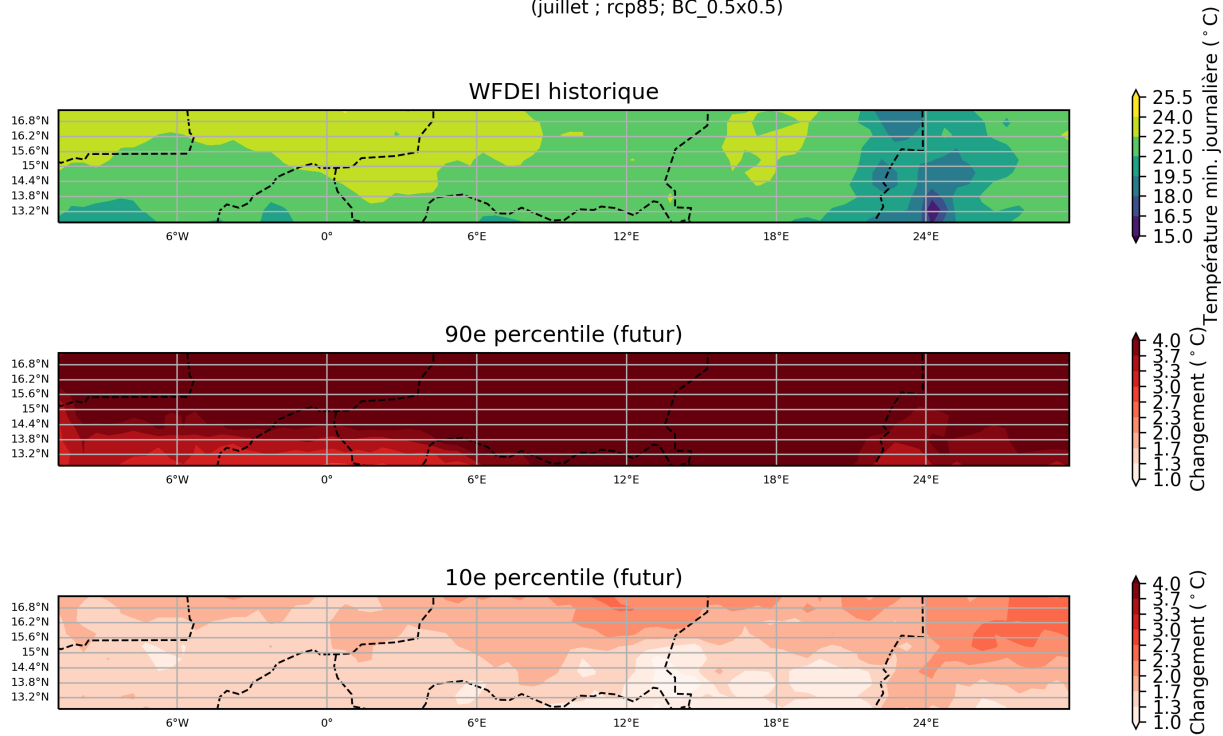 (juillet ; rcp85; BC_0.5x0.5)
WFDEI historique
16.8°N
16.2°N
15.6°N
15°N
14.4°N
13.8°N
13.2°N
6°W 0° 6°E 12°E 18°E 24°E
25.5
24.0
22.5
21.0
19.5
18.0
16.5
15.0
Température min. journalière (°C)
90e percentile (futur)
16.8°N
16.2°N
15.6°N
15°N
14.4°N
13.8°N
13.2°N
6°W 0° 6°E 12°E 18°E 24°E
4.0
3.7
3.3
3.0
2.7
2.3
2.0
1.7
1.3
1.0
Changement (°C)
10e percentile (futur)
16.8°N
16.2°N
15.6°N
15°N
14.4°N
13.8°N
13.2°N
6°W 0° 6°E 12°E 18°E 24°E
4.0
3.7
3.3
3.0
2.7
2.3
2.0
1.7
1.3
1.0
Changement (°C)